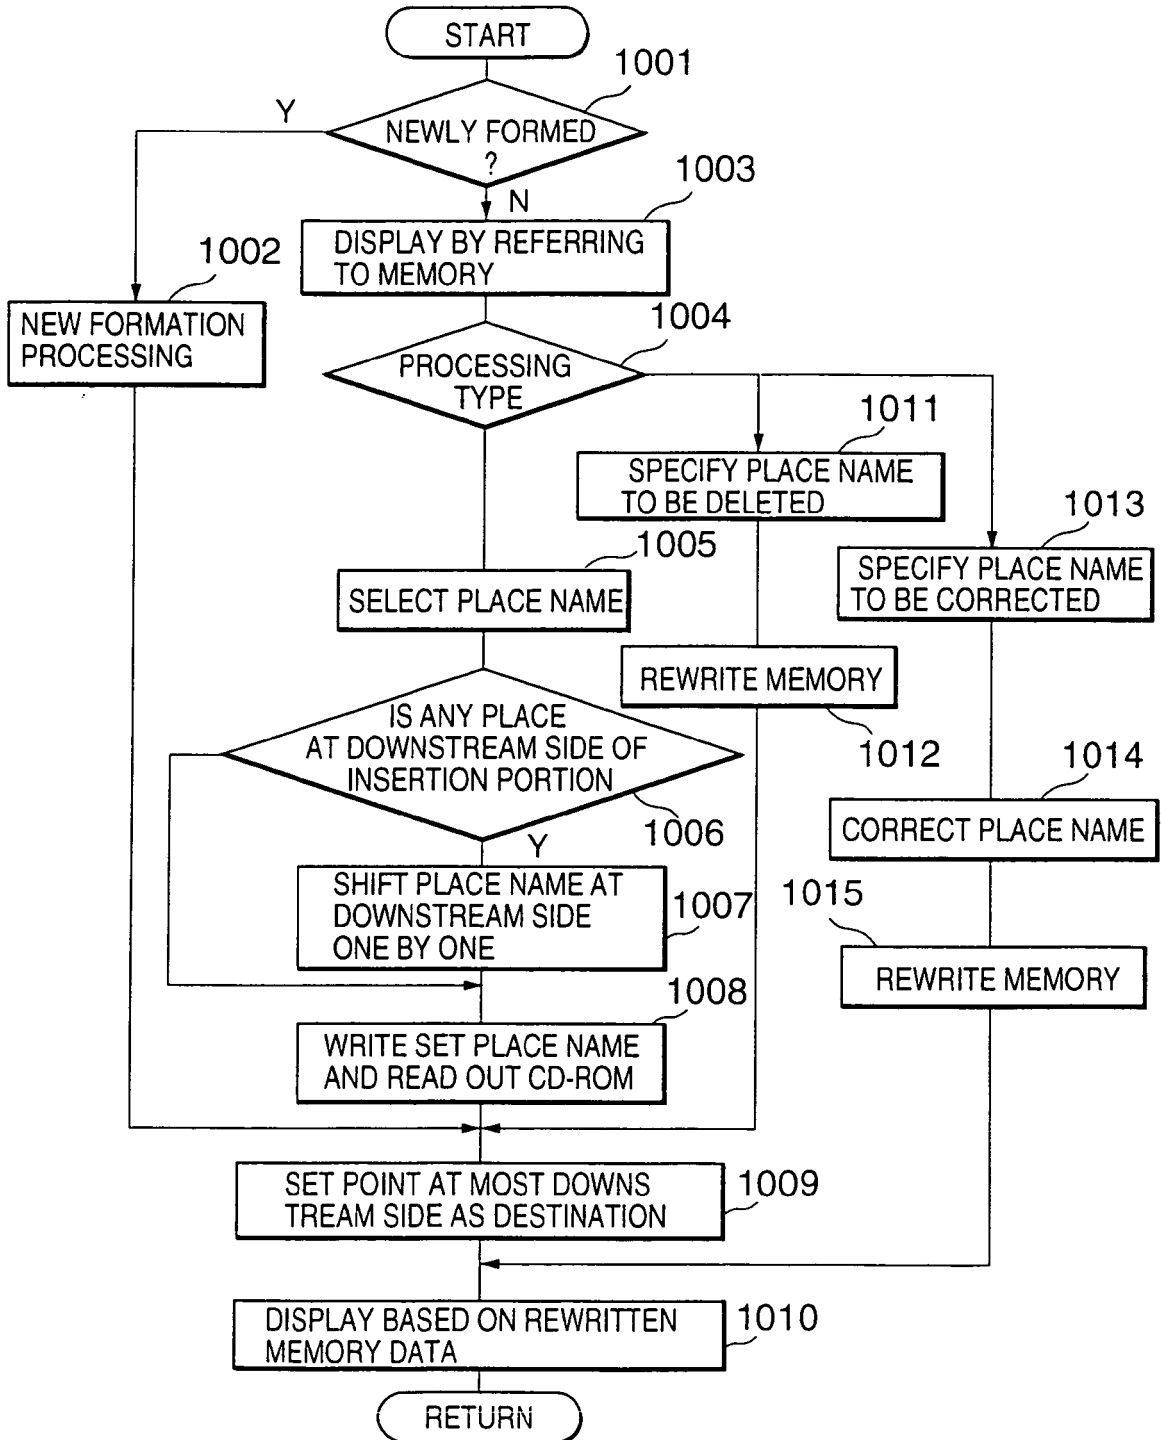 START
1001
Y
NEWLY FORMED
?
N
1003
DISPLAY BY REFERRING
TO MEMORY
1002
NEW FORMATION
PROCESSING
1004
PROCESSING
TYPE
1011
SPECIFY PLACE NAME
TO BE DELETED
1013
SPECIFY PLACE NAME
TO BE CORRECTED
1005
SELECT PLACE NAME
REWRITE MEMORY
1012
IS ANY PLACE
AT DOWNSTREAM SIDE OF
INSERTION PORTION
1006
Y
1014
CORRECT PLACE NAME
SHIFT PLACE NAME AT
DOWNSTREAM SIDE
ONE BY ONE
1007
1015
REWRITE MEMORY
1008
WRITE SET PLACE NAME
AND READ OUT CD-ROM
SET POINT AT MOST DOWNS
TREAM SIDE AS DESTINATION
1009
DISPLAY BASED ON REWRITTEN
MEMORY DATA
1010
RETURN